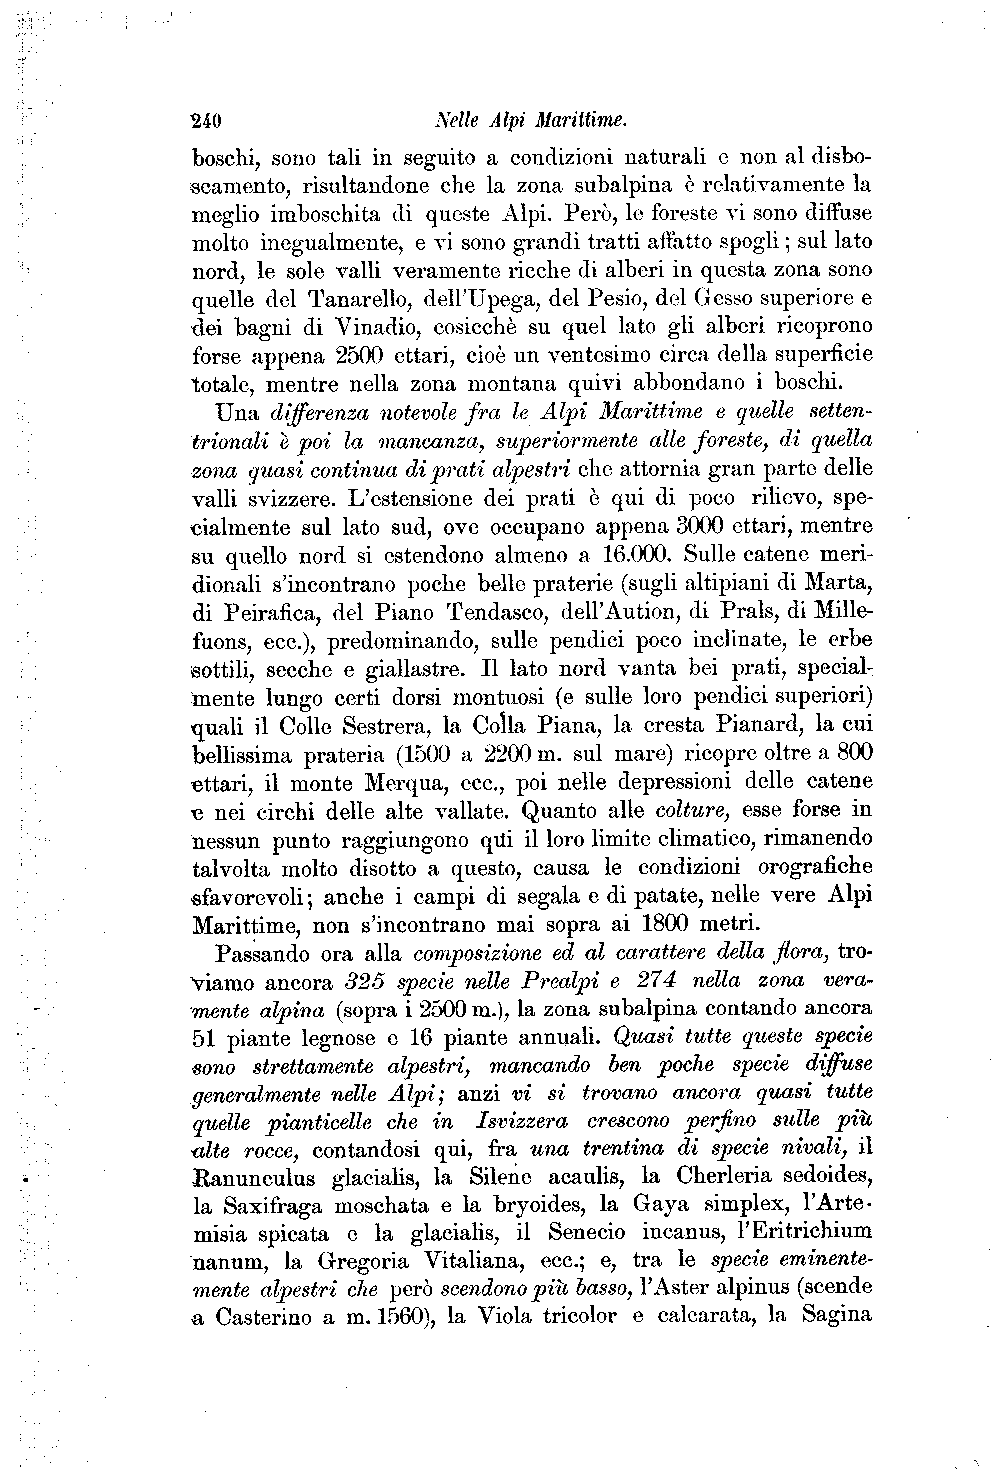 240 Nelle Alpi Marittime.
boschi, sono tali in seguito a condizioni naturali e non al disbo-
scamento, risultandone che la zona subalpina è relativamente la
meglio imboschita di queste Alpi. Però, le foreste vi sono diffuse
molto inegualmente, e vi sono grandi tratti affatto spogli; sul lato
nord, le sole valli veramente ricche di alberi in questa zona sono
quelle del Tanarello, dell'Upega, del Pesio, del Gesso superiore e
dei bagni di Vinadio, cosicchè su quel lato gli alberi ricoprono
forse appena 2500 ettari, cioè un ventesimo circa della superficie
totale, mentre nella zona montana quivi abbondano i boschi.
Una differenza notevole fra le Alpi Marittime e quelle setten-
trionali è poi la mancanza, superiormente alle foreste, di quella
zona quasi continua di prati alpestri che attornia gran parte delle
valli svizzere. L'estensione dei prati è qui di poco rilievo, spe-
cialmente sul lato sud, ove occupano appena 3000 ettari, mentre
su quello nord si estendono almeno a 16.000. Sulle catene meri-
dionali s'incontrano poche belle praterie (sugli altipiani di Marta,
di Peirafica, del Piano Tendasco, dell'Aution, di Prals, di Mille-
fuons, ecc.), predominando, sulle pendici poco inclinate, le erbe
sottili, secche e giallastre. Il lato nord vanta bei prati, special-
mente lungo certi dorsi montuosi (e sulle loro pendici superiori)
quali il Colle Sestrera, la Colla Piana, la cresta Pianard, la cui
bellissima prateria (1500 a 2200 m. sul mare) ricopre oltre a 800
ettari, il monte Merqua, ecc., poi nelle depressioni delle catene
e nei circhi delle alte vallate. Quanto alle colture, esse forse in
nessun punto raggiungono qui il loro limite climatico, rimanendo
talvolta molto disotto a questo, causa le condizioni orografiche
sfavorevoli; anche i campi di segala e di patate, nelle vere Alpi
Marittime, non s'incontrano mai sopra ai 1800 metri.
Passando ora alla composizione ed al carattere della flora, tro-
viamo ancora 325 specie nelle Prealpi e 274 nella zona vera-
mente alpina (sopra i 2500 m.), la zona subalpina contando ancora
51 piante legnose e 16 piante annuali. Quasi tutte queste specie
sono strettamente alpestri, mancando ben poche specie diffuse
generalmente nelle Alpi; anzi vi si trovano ancora quasi tutte
quelle pianticelle che in Isvizzera crescono perfino sulle più
alte rocce, contandosi qui, fra una trentina di specie nivali, il
Ranunculus glacialis, la Silene acaulis, la Cherleria sedoides,
la Saxifraga moschata e la bryoides, la Gaya simplex, l'Arte-
misia spicata e la glacialis, il Senecio incanus, l'Eritrichium
nanum, la Gregoria Vitaliana, ecc.; e, tra le specie eminente-
mente alpestri che però scendono più basso, l'Aster alpinus (scende
a Casterino a m. 1560), la Viola tricolor e calcarata, la Sagina